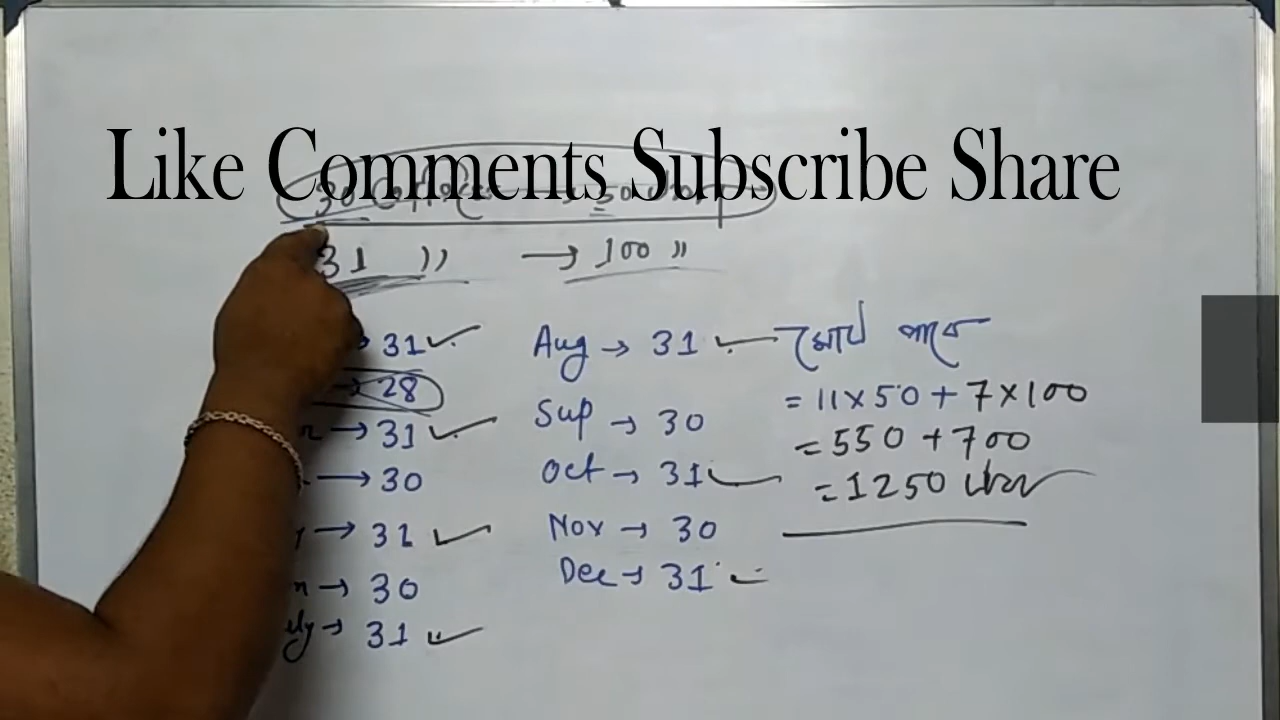 Like Comments Subscribe Share
30
31 " → 100 "
31 ✓
→ 28
→ 31 ✓
→ 30
→ 31 ✓
→ 30
→ 31 ✓
Aug → 31 ✓
Sup → 30
Oct → 31 ✓
Nov → 30
Dec → 31 ✓
মোট পাবে
= 11 x 50 + 7 x 100
= 550 + 700
= 1250 টাকা